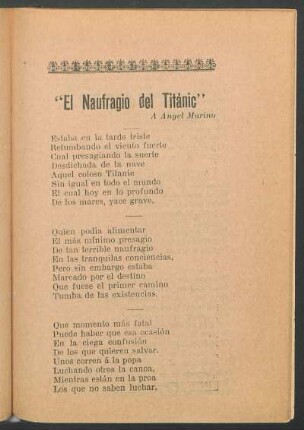 "El Naufragio del Titánic"
A Angel Marino
Estaba en la tarde triste
Retumbando el viento fuerte
Cual presagiando la suerte
Desdichada de la nave
Aquel coloso Titanic
Sin igual en todo el mundo
El cual hoy en lo profundo
De los mares, yace grave.
Quien podía alimentar
El más mínimo presagio
De tan terrible naufragio
En las tranquilas conciencias,
Pero sin embargo estaba
Marcado por el destino
Que fuese el primer camino
Tumba de las existencias.
Que momento más fatal
Puede haber que esa ocasión
En la ciega confusión
De los que quieren salvar.
Unos corren á la popa
Luchando otros la canoa,
Mientras están en la proa
Los que no saben luchar.